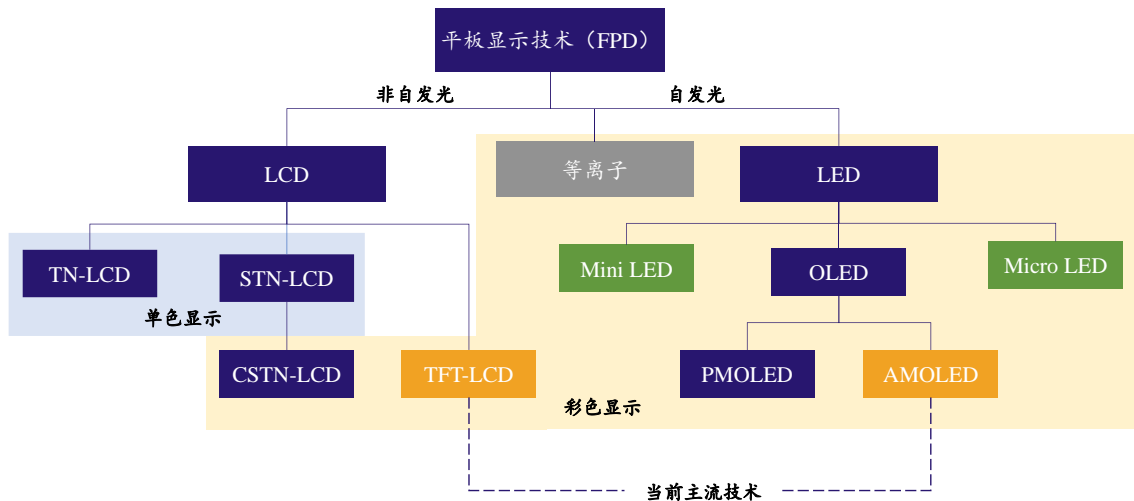 平板显示技术（FPD）
非自发光
自发光
LCD
等离子
LED
TN-LCD
STN-LCD
Mini LED
OLED
Micro LED
单色显示
CSTN-LCD
TFT-LCD
PMOLED
AMOLED
彩色显示
当前主流技术